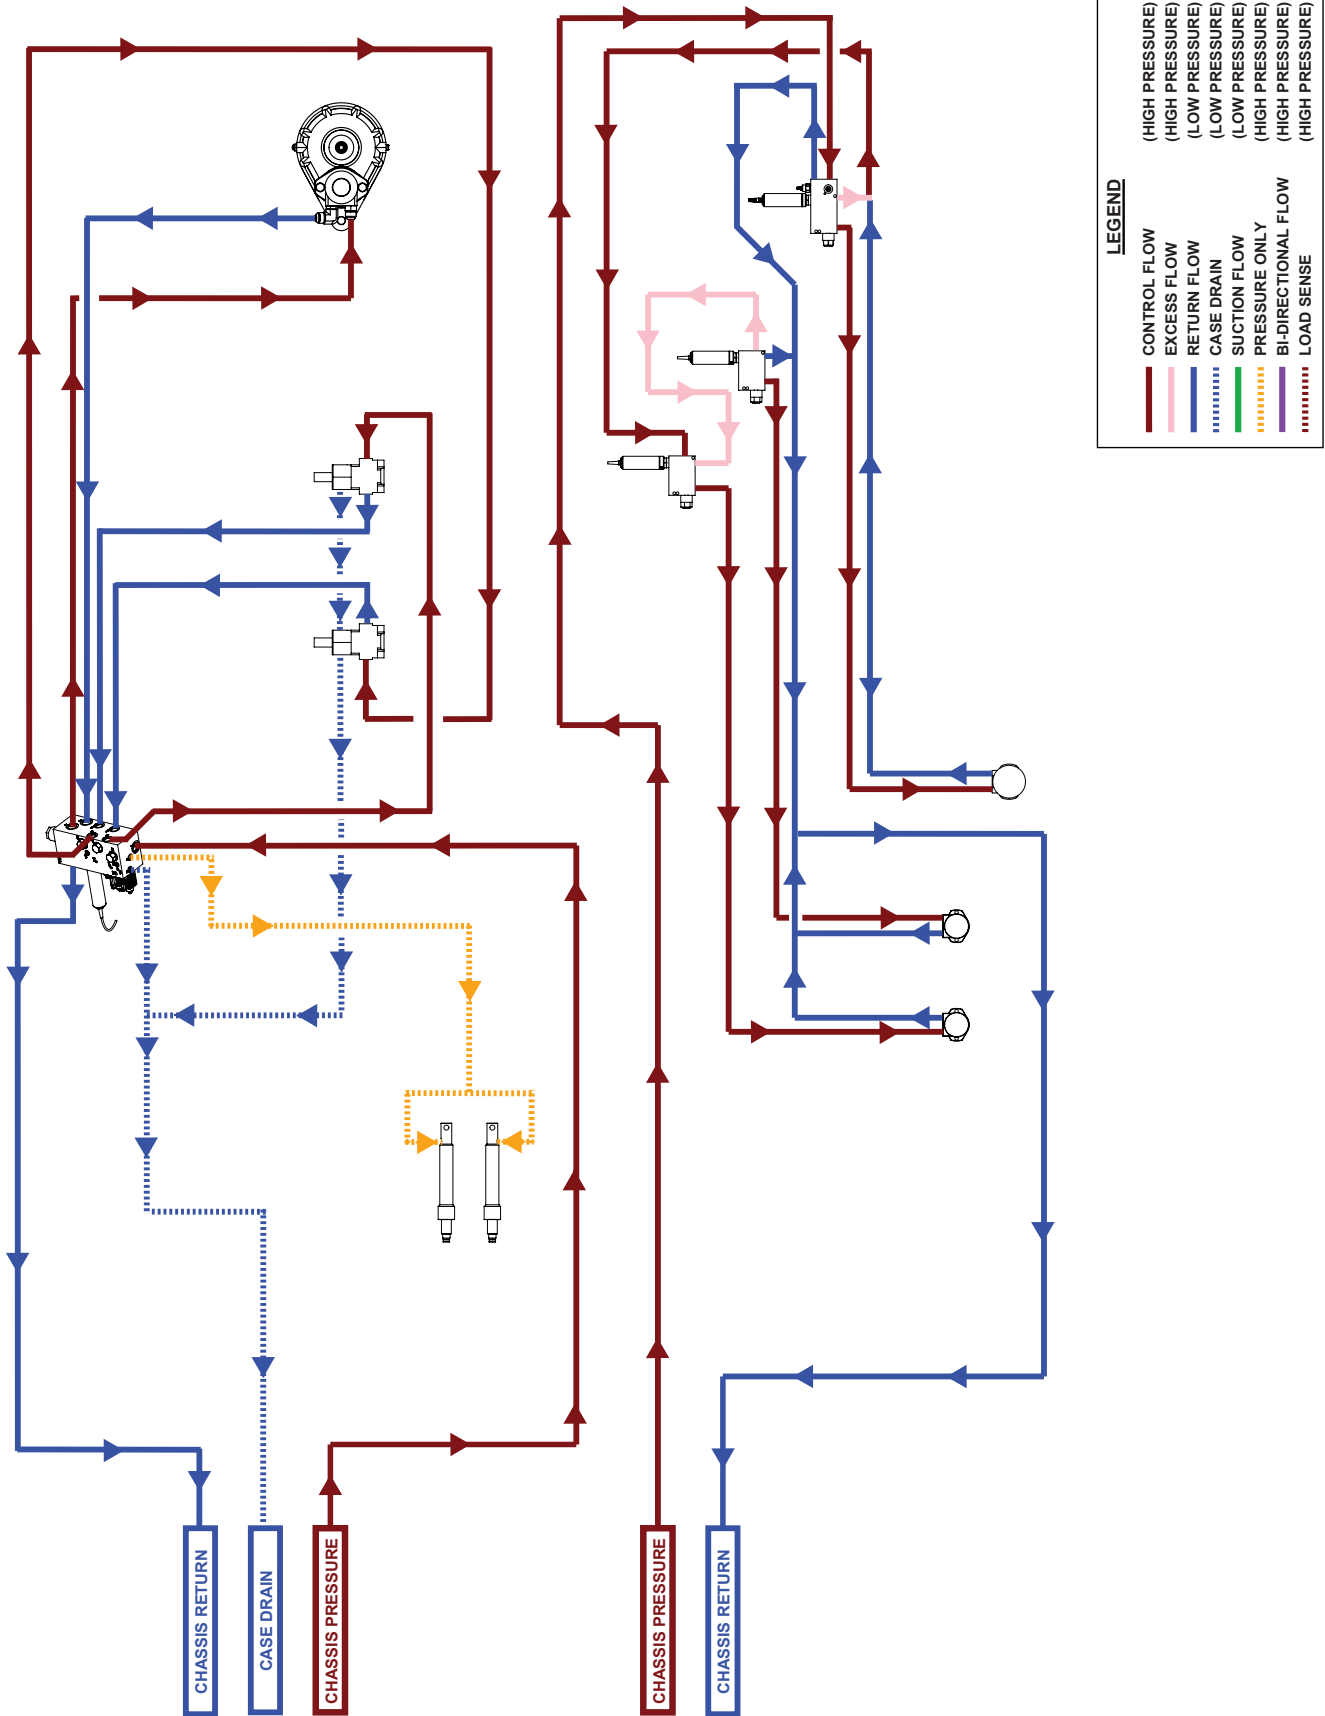 LEGEND
CONTROL FLOW (HIGH PRESSURE)
EXCESS FLOW (HIGH PRESSURE)
RETURN FLOW (LOW PRESSURE)
CASE DRAIN (LOW PRESSURE)
SUCTION FLOW (LOW PRESSURE)
PRESSURE ONLY (HIGH PRESSURE)
BI-DIRECTIONAL FLOW (HIGH PRESSURE)
LOAD SENSE (HIGH PRESSURE)
CHASSIS RETURN
CASE DRAIN
CHASSIS PRESSURE
CHASSIS PRESSURE
CHASSIS RETURN